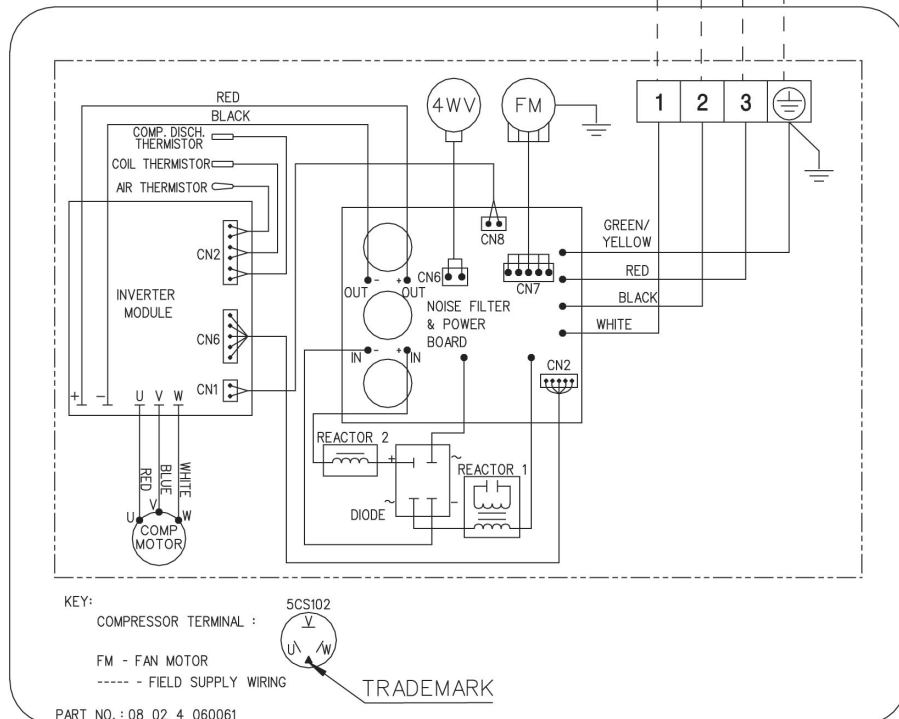 RED
BLACK
COMP. DISCH.
THERMISTOR
COIL THERMISTOR
AIR THERMISTOR
4WV
FM
1 2 3
CN8
GREEN/
YELLOW
RED
BLACK
WHITE
CN2
INVERTER
MODULE
CN6
CN1
+ - U V W
CN6
CN7
- +
OUT OUT
NOISE FILTER
& POWER
BOARD
- +
IN IN
CN2
REACTOR 2
+ ~
REACTOR 1
~ -
DIODE
RED
BLUE
WHITE
U V W
COMP
MOTOR
KEY:
COMPRESSOR TERMINAL :
5CS102
V
U W
FM - FAN MOTOR
----- - FIELD SUPPLY WIRING
TRADEMARK
PART NO. : 08 02 4 060061